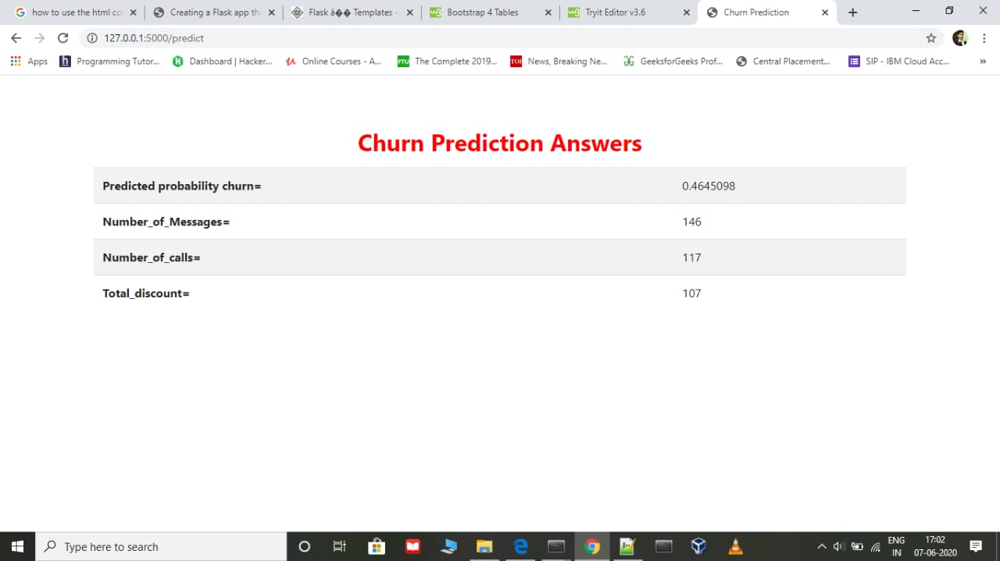 how to use the html co
Creating a Flask app th
Flask â�� Templates -
Bootstrap 4 Tables
Tryit Editor v3.6
Churn Prediction
127.0.0.1:5000/predict
Apps
Programming Tutor...
Dashboard | Hacker...
Online Courses - A...
FTU
The Complete 2019...
TOI
News, Breaking Ne...
GeeksforGeeks Prof...
Central Placement...
SIP - IBM Cloud Acc...
Churn Prediction Answers
Predicted probability churn= 0.4645098
Number_of_Messages= 146
Number_of_calls= 117
Total_discount= 107
Type here to search
ENG
IN
17:02
07-06-2020